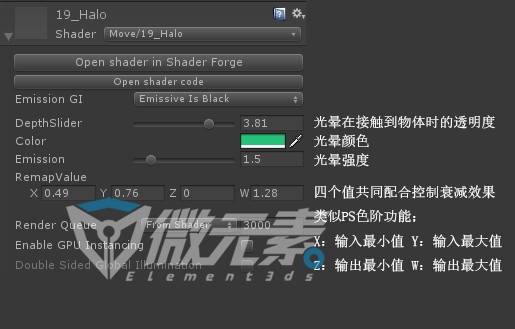 19_Halo
Shader Move/19_Halo
Open shader in Shader Forge
Open shader code
Emission GI Emissive Is Black
DepthSlider 3.81 光晕在接触到物体时的透明度
Color 光晕颜色
Emission 1.5 光晕强度
RemapValue
X 0.49 Y 0.76 Z 0 W 1.28 四个值共同配合控制衰减效果
类似PS色阶功能；
Render Queue From Shader 3000
X：输入最小值 Y：输入最大值
Enable GPU Instancing
Double Sided Global Illumination Z：输出最小值 W：输出最大值
微元素
Element3ds